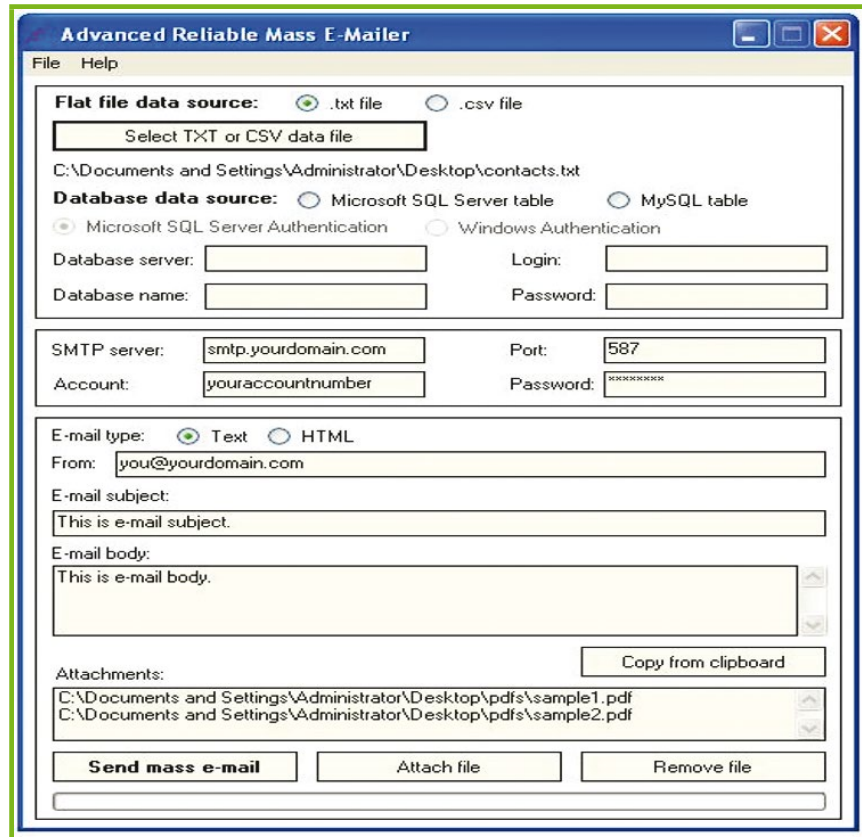 Advanced Reliable Mass E-Mailer
File Help
Flat file data source: .txt file .csv file
Select TXT or CSV data file
C:\Documents and Settings\Administrator\Desktop\contacts.txt
Database data source: Microsoft SQL Server table MySQL table
Microsoft SQL Server Authentication Windows Authentication
Database server: Login:
Database name: Password:
SMTP server: smtp.yourdomain.com Port: 587
Account: youraccountnumber Password: ********
E-mail type: Text HTML
From: you@yourdomain.com
E-mail subject:
This is e-mail subject.
E-mail body:
This is e-mail body.
Copy from clipboard
Attachments:
C:\Documents and Settings\Administrator\Desktop\pdfs\sample1.pdf
C:\Documents and Settings\Administrator\Desktop\pdfs\sample2.pdf
Send mass e-mail Attach file Remove file